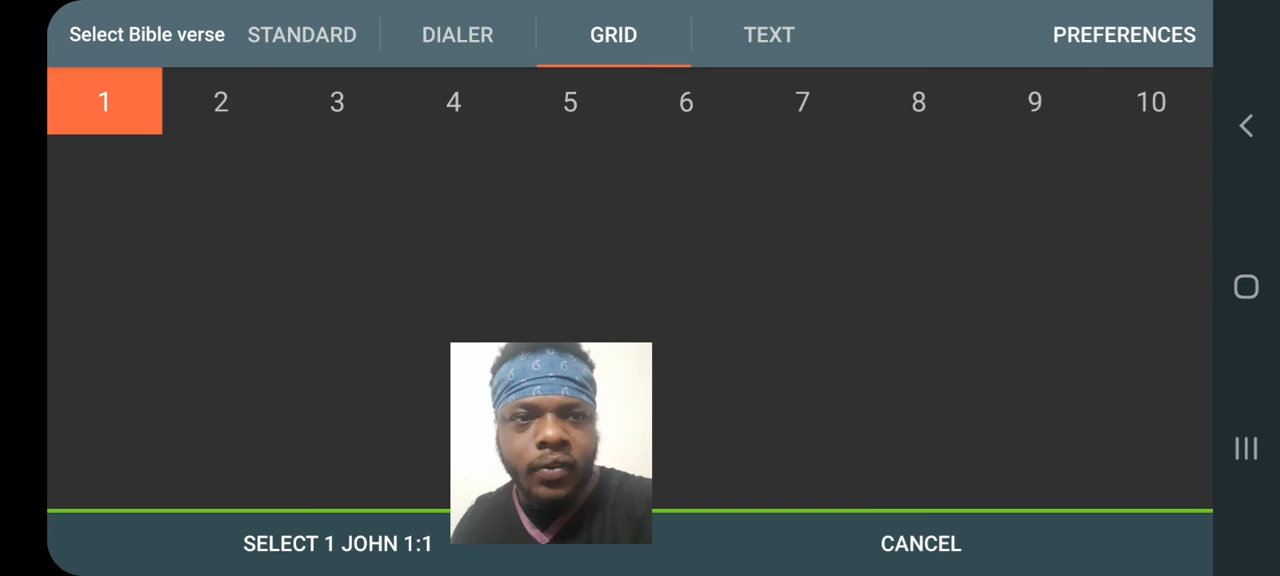 Select Bible verse STANDARD DIALER GRID TEXT PREFERENCES
1 2 3 4 5 6 7 8 9 10
SELECT 1 JOHN 1:1 CANCEL